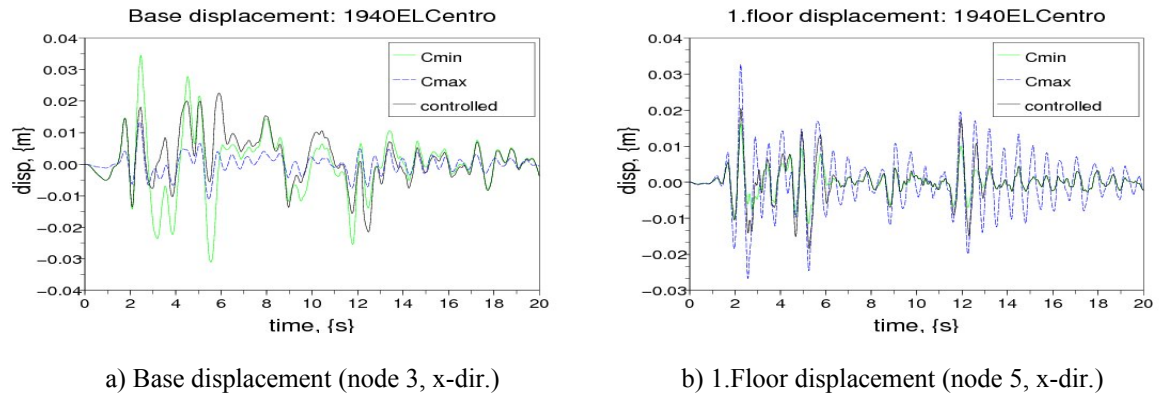 Base displacement: 1940ELCentro
disp, {m}
0.04
0.03
0.02
0.01
0.00
−0.01
−0.02
−0.03
−0.04
Cmin
Cmax
controlled
0 2 4 6 8 10 12 14 16 18 20
time, {s}
a) Base displacement (node 3, x-dir.)
1.floor displacement: 1940ELCentro
disp, {m}
0.04
0.03
0.02
0.01
0.00
−0.01
−0.02
−0.03
Cmin
Cmax
controlled
0 2 4 6 8 10 12 14 16 18 20
time, {s}
b) 1.Floor displacement (node 5, x-dir.)